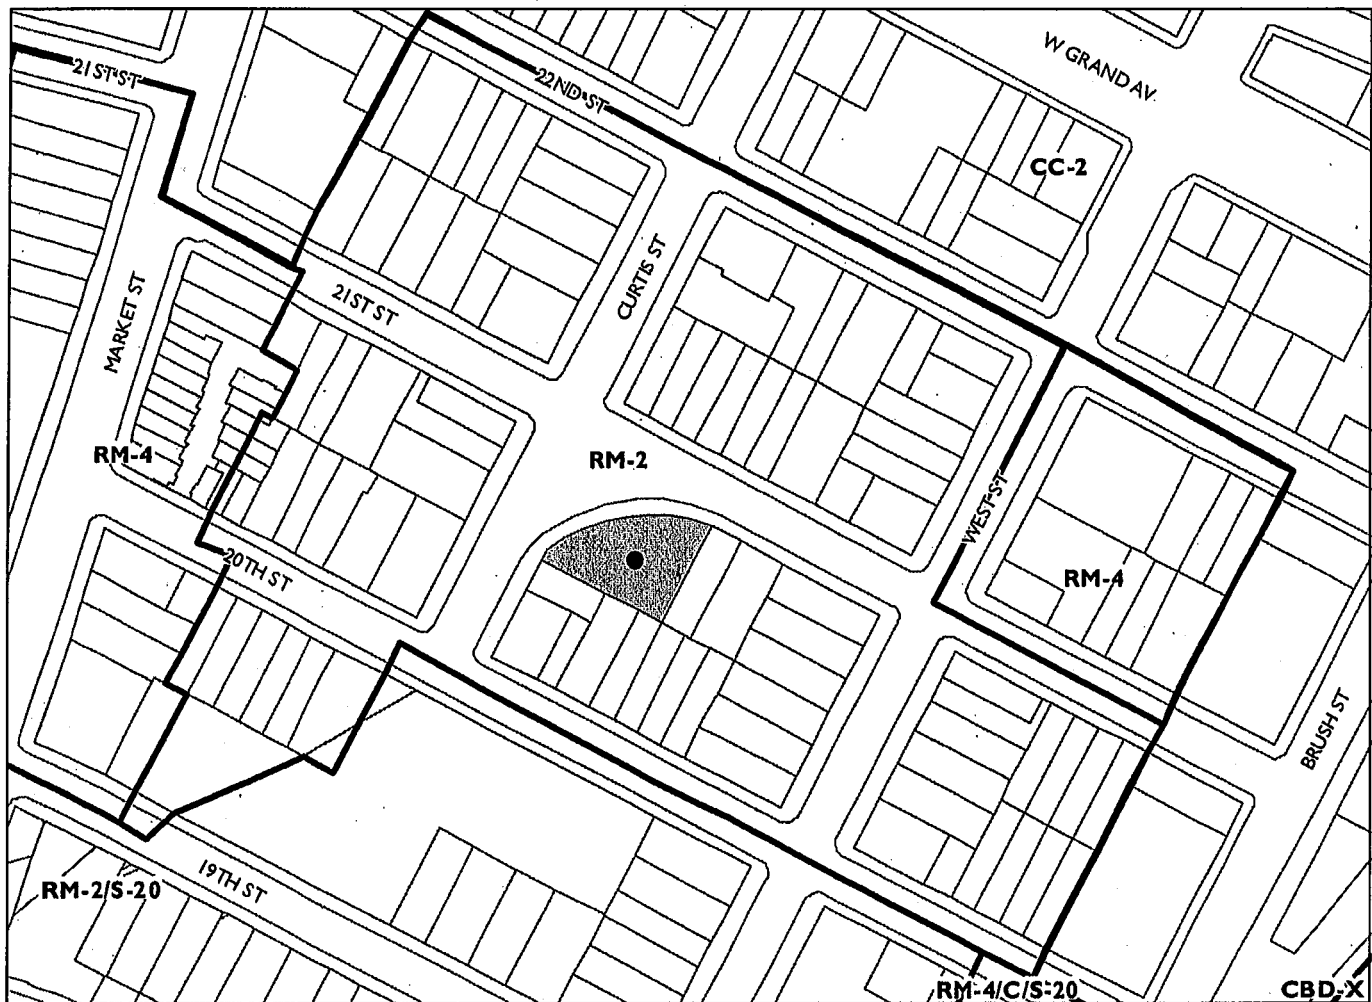 W GRAND AV
21ST ST
22ND ST
CC-2
CURTIS ST
MARKET ST
21ST ST
RM-4
RM-2
WEST ST
20TH ST
RM-4
BRUSH ST
RM-2/S-20
19TH ST
RM-4/C/S-20
CBD-X